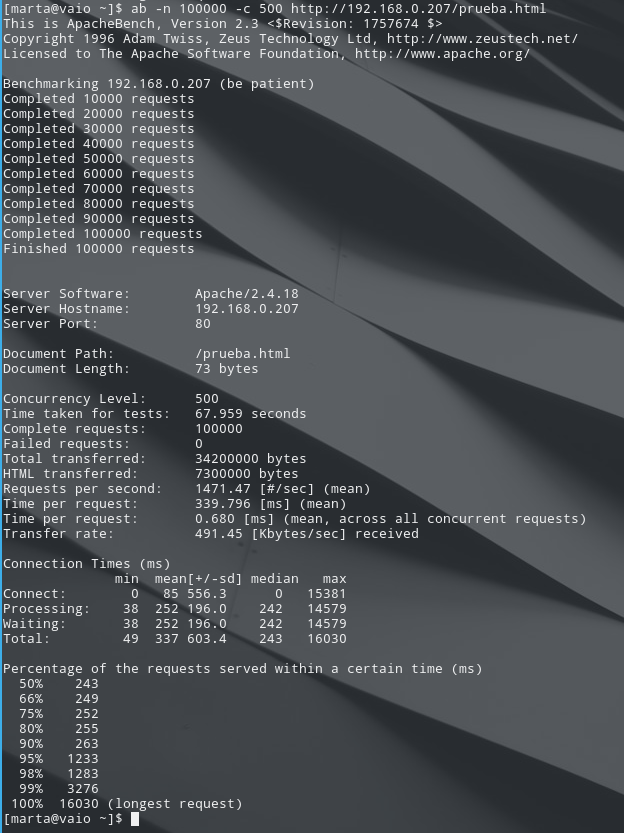 [marta@vaio ~]$ ab -n 100000 -c 500 http://192.168.0.207/prueba.html
This is ApacheBench, Version 2.3 <$Revision: 1757674 $>
Copyright 1996 Adam Twiss, Zeus Technology Ltd, http://www.zeustech.net/
Licensed to The Apache Software Foundation, http://www.apache.org/

Benchmarking 192.168.0.207 (be patient)
Completed 10000 requests
Completed 20000 requests
Completed 30000 requests
Completed 40000 requests
Completed 50000 requests
Completed 60000 requests
Completed 70000 requests
Completed 80000 requests
Completed 90000 requests
Completed 100000 requests
Finished 100000 requests


Server Software:        Apache/2.4.18
Server Hostname:        192.168.0.207
Server Port:            80

Document Path:          /prueba.html
Document Length:        73 bytes

Concurrency Level:      500
Time taken for tests:   67.959 seconds
Complete requests:      100000
Failed requests:        0
Total transferred:      34200000 bytes
HTML transferred:       7300000 bytes
Requests per second:    1471.47 [#/sec] (mean)
Time per request:       339.796 [ms] (mean)
Time per request:       0.680 [ms] (mean, across all concurrent requests)
Transfer rate:          491.45 [Kbytes/sec] received

Connection Times (ms)
              min  mean[+/-sd] median   max
Connect:        0   85 556.3      0   15381
Processing:    38  252 196.0    242   14579
Waiting:       38  252 196.0    242   14579
Total:         49  337 603.4    243   16030

Percentage of the requests served within a certain time (ms)
  50%    243
  66%    249
  75%    252
  80%    255
  90%    263
  95%   1233
  98%   1283
  99%   3276
 100%  16030 (longest request)
[marta@vaio ~]$